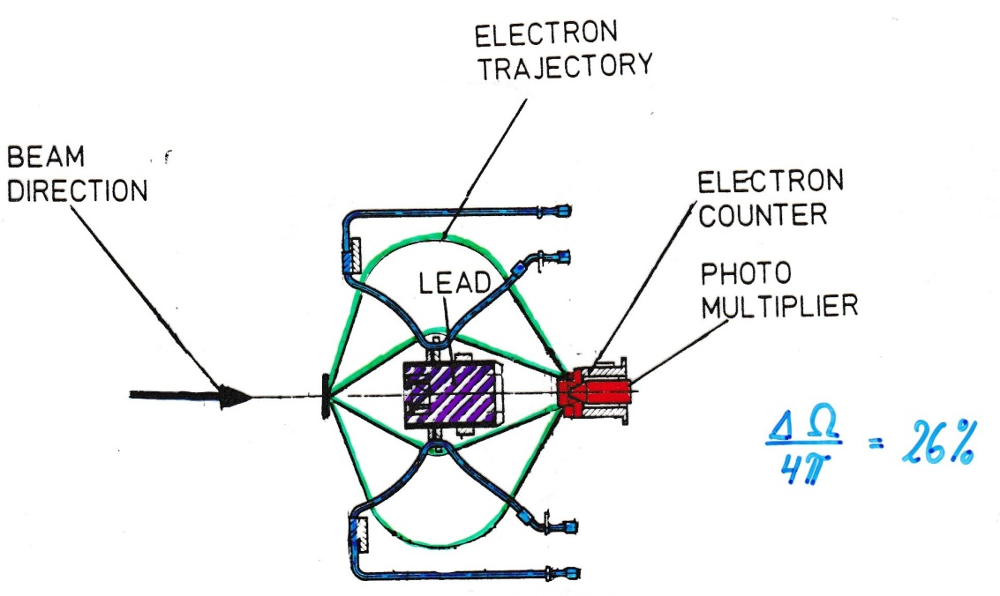 ELECTRON
TRAJECTORY
BEAM
DIRECTION
ELECTRON
COUNTER
LEAD
PHOTO
MULTIPLIER
ΔΩ/4π = 26%